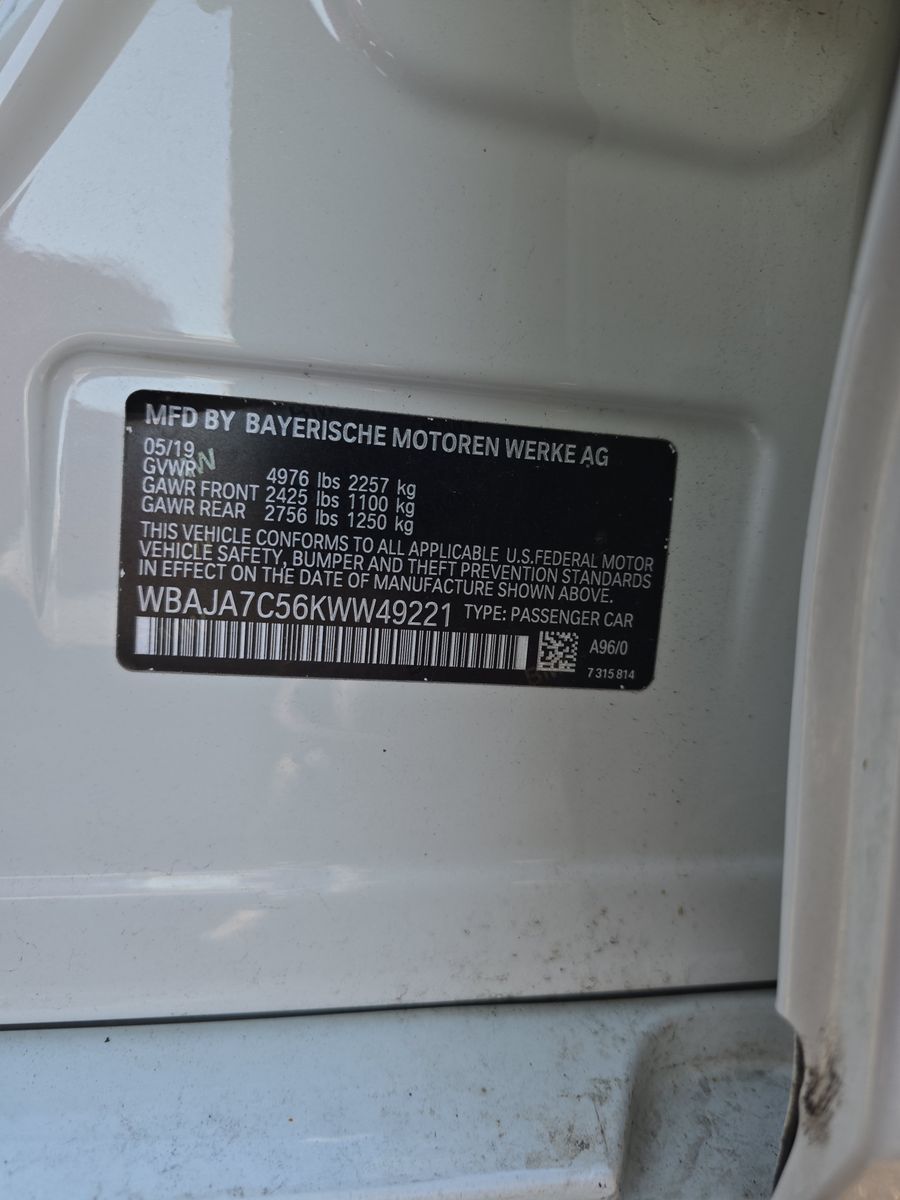 MFD BY BAYERISCHE MOTOREN WERKE AG
05/19
GVWR 4976 lbs 2257 kg
GAWR FRONT 2425 lbs 1100 kg
GAWR REAR 2756 lbs 1250 kg
THIS VEHICLE CONFORMS TO ALL APPLICABLE U.S.FEDERAL MOTOR
VEHICLE SAFETY, BUMPER AND THEFT PREVENTION STANDARDS
IN EFFECT ON THE DATE OF MANUFACTURE SHOWN ABOVE.
WBAJA7C56KWW49221 TYPE: PASSENGER CAR
A96/0
7 315 814